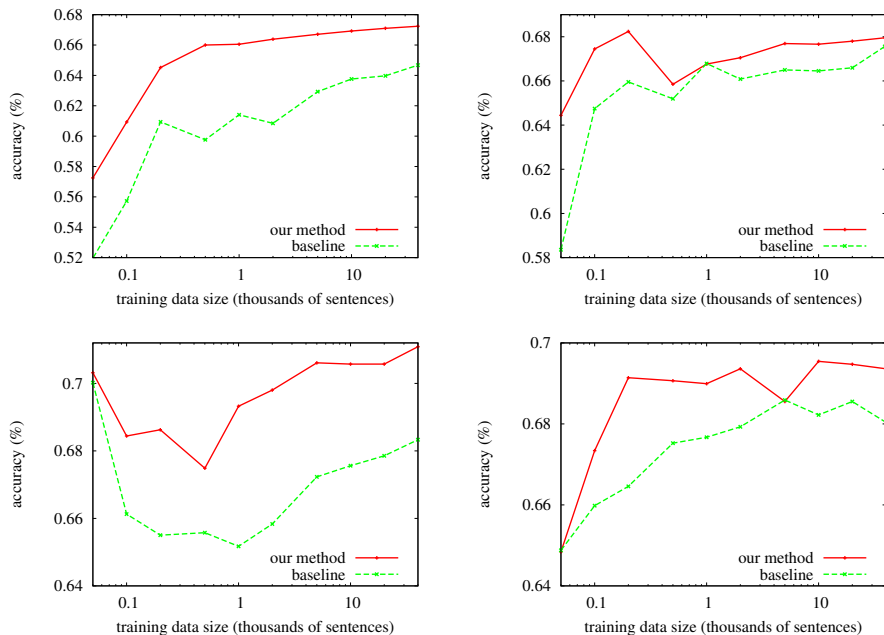 0.68
0.66
0.64
0.62
0.6
0.58
0.56
0.54
0.52
accuracy (%)
our method
baseline
0.1 1 10
training data size (thousands of sentences)
0.68
0.66
0.64
0.62
0.6
0.58
accuracy (%)
our method
baseline
0.1 1 10
training data size (thousands of sentences)
0.7
0.68
0.66
0.64
accuracy (%)
our method
baseline
0.1 1 10
training data size (thousands of sentences)
0.7
0.68
0.66
0.64
accuracy (%)
our method
baseline
0.1 1 10
training data size (thousands of sentences)